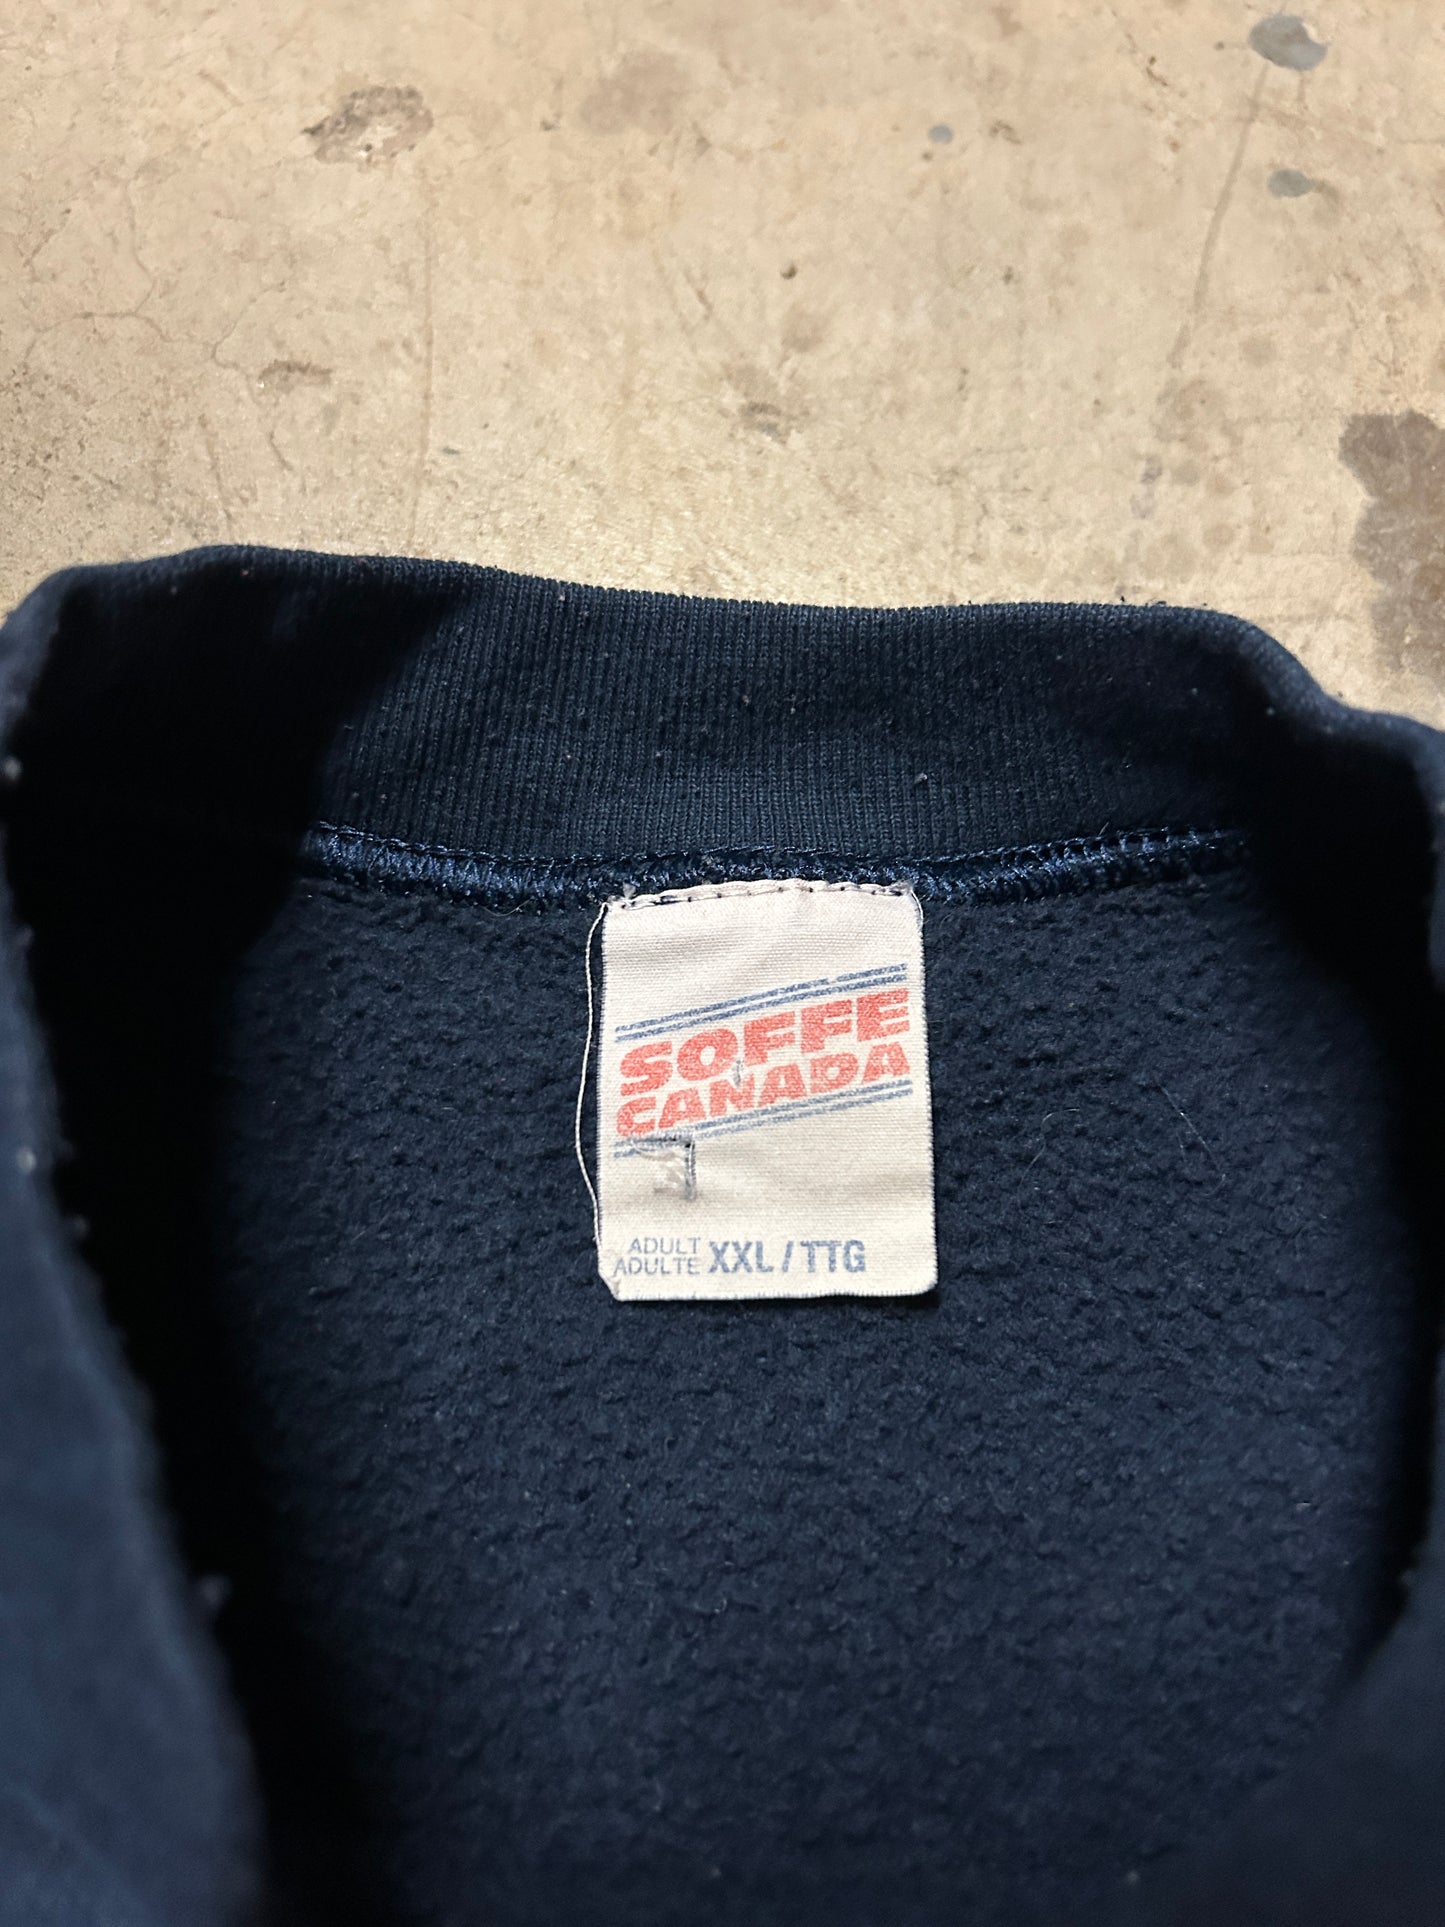 SOFFE
CANADA
ADULT
ADULTE XXL / TTG